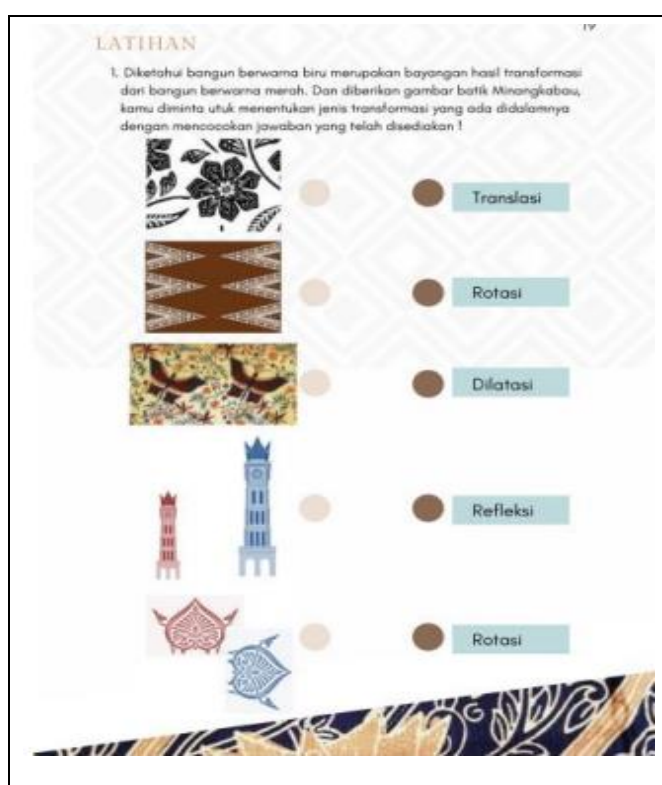 19
LATIHAN
1. Diketahui bangun berwarna biru merupakan bayangan hasil transformasi
dari bangun berwarna merah. Dan diberikan gambar batik Minangkabau,
kamu diminta utuk menentukan jenis transformasi yang ada didalamnya
dengan mencocokan jawaban yang telah disediakan !
Translasi
Rotasi
Dilatasi
Refleksi
Rotasi